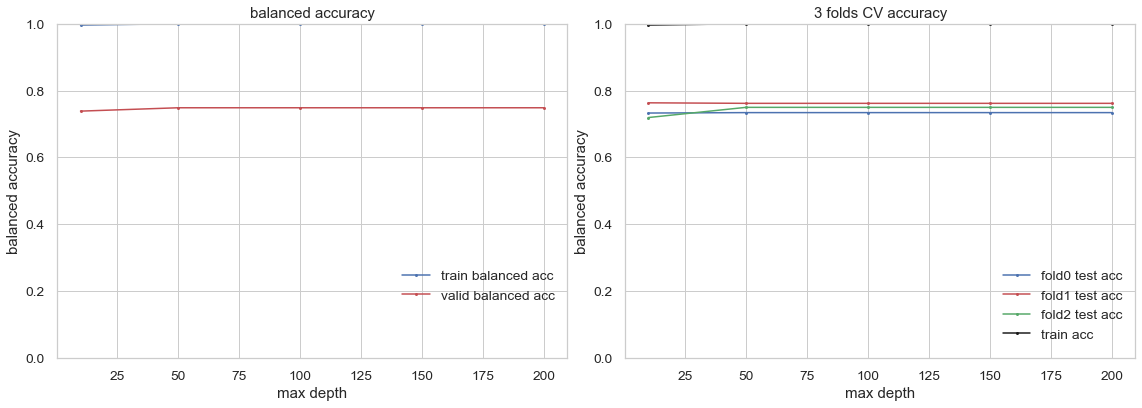 balanced accuracy
1.0
0.8
0.6
0.4
0.2
0.0
balanced accuracy
train balanced acc
valid balanced acc
25 50 75 100 125 150 175 200
max depth
3 folds CV accuracy
1.0
0.8
0.6
0.4
0.2
0.0
balanced accuracy
fold0 test acc
fold1 test acc
fold2 test acc
train acc
25 50 75 100 125 150 175 200
max depth